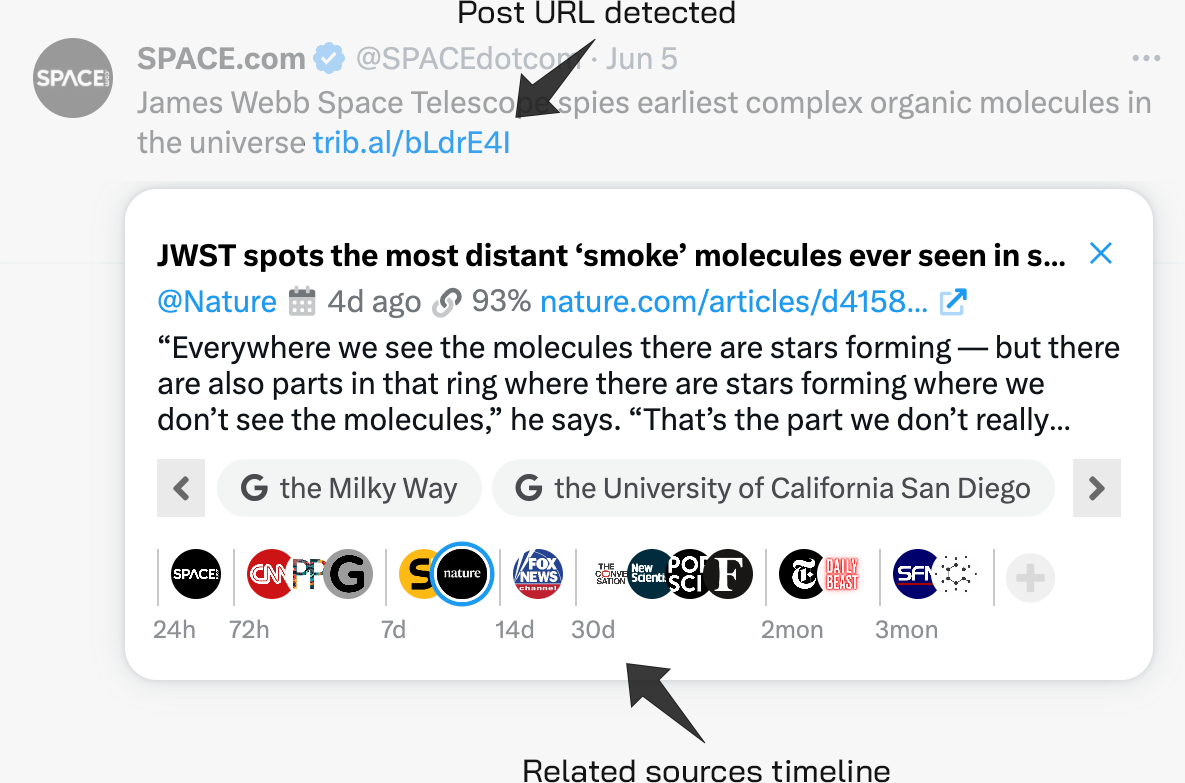 Post URL detected
SPACE.com @SPACEdotcom · Jun 5
SPACE.com
James Webb Space Telescope spies earliest complex organic molecules in
the universe trib.al/bLdrE4I
JWST spots the most distant ‘smoke’ molecules ever seen in s...
@Nature 4d ago 93% nature.com/articles/d4158...
“Everywhere we see the molecules there are stars forming — but there
are also parts in that ring where there are stars forming where we
don’t see the molecules,” he says. “That’s the part we don’t really...
G the Milky Way G the University of California San Diego
SPACE CNN PP G S nature FOX NEWS channel THE CONVERSATION New Scienti POP SCI F T DAILY BEAST SFN
24h 72h 7d 14d 30d 2mon 3mon
Related sources timeline